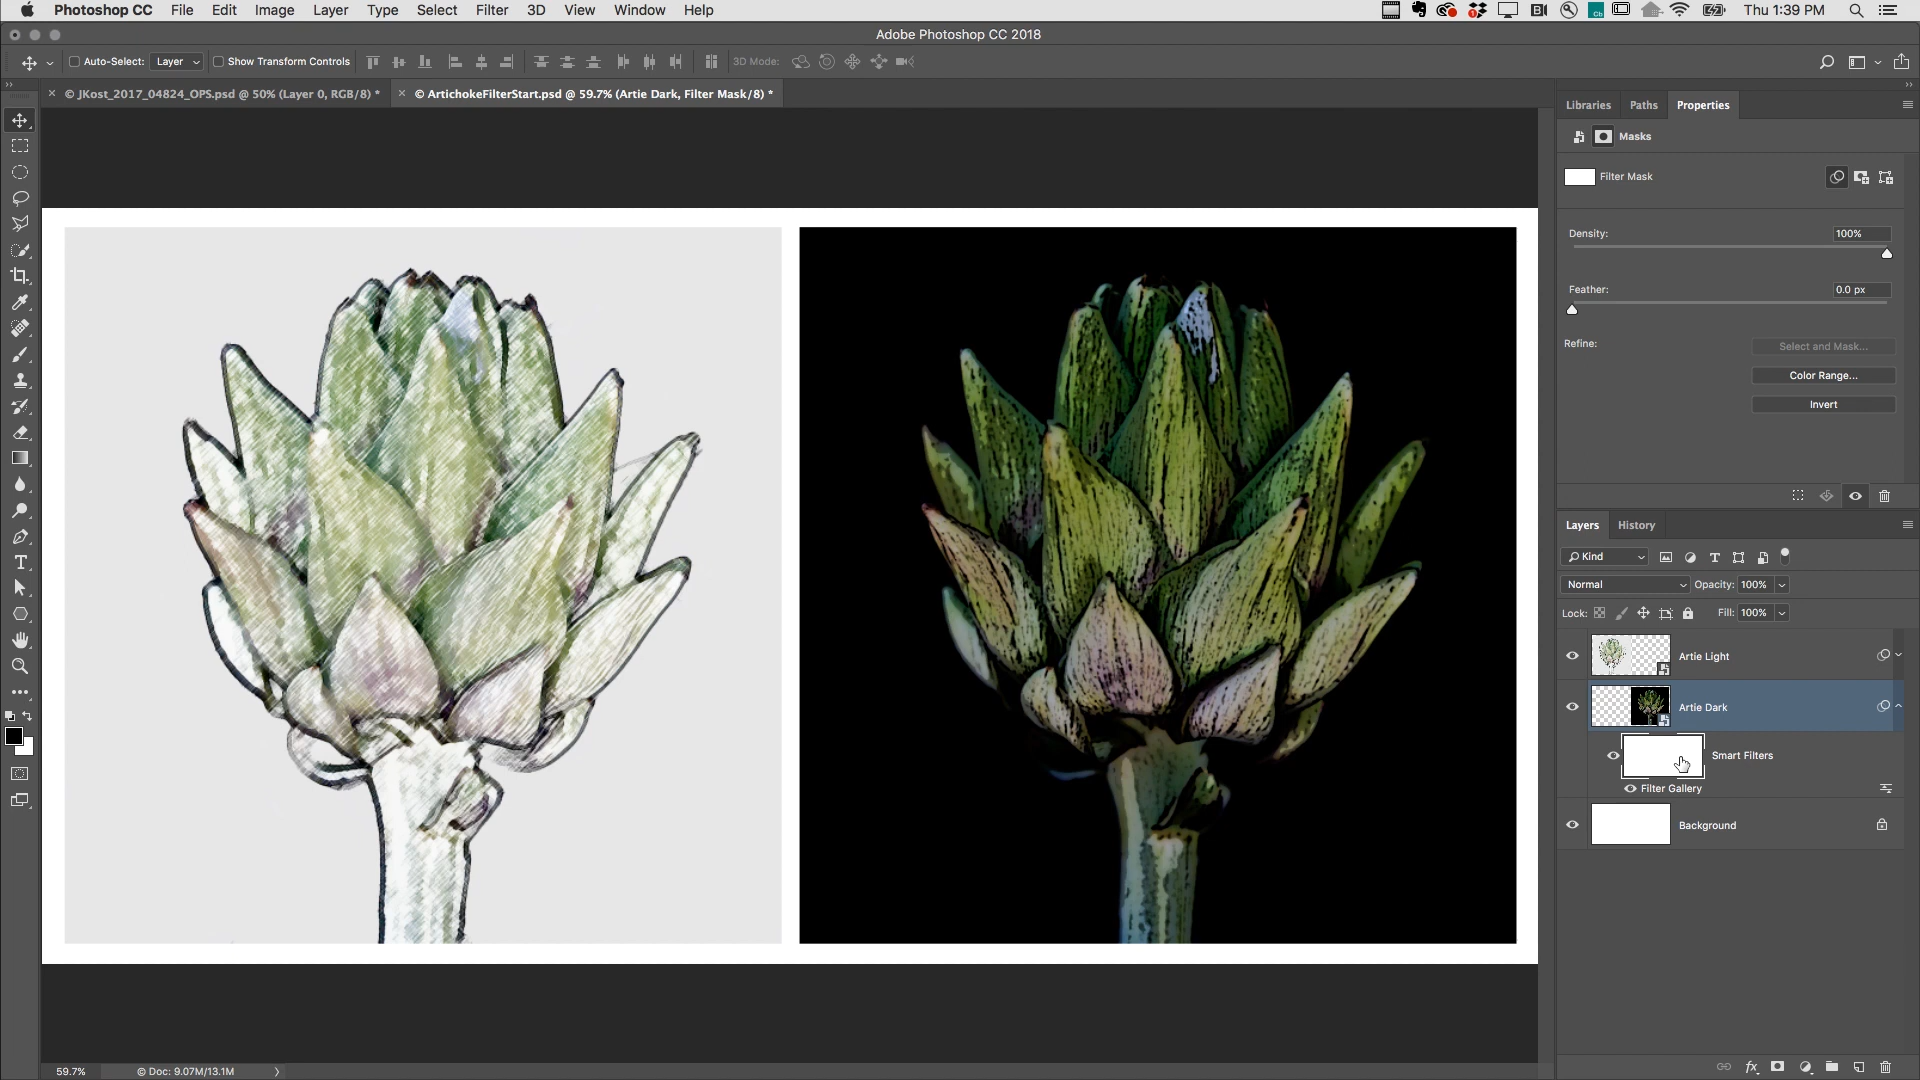 Photoshop CC File Edit Image Layer Type Select Filter 3D View Window Help Thu 1:39 PM
Adobe Photoshop CC 2018
Auto-Select: Layer Show Transform Controls 3D Mode:
© JKost_2017_04824_OPS.psd @ 50% (Layer 0, RGB/8) *
© ArtichokeFilterStart.psd @ 59.7% (Artie Dark, Filter Mask/8) *
Libraries Paths Properties
Masks
Filter Mask
Density: 100%
Feather: 0.0 px
Refine: Select and Mask...
Color Range...
Invert
Layers History
Kind
Normal Opacity: 100%
Lock: Fill: 100%
Artie Light
Artie Dark
Smart Filters
Filter Gallery
Background
59.7% © Doc: 9.07M/13.1M